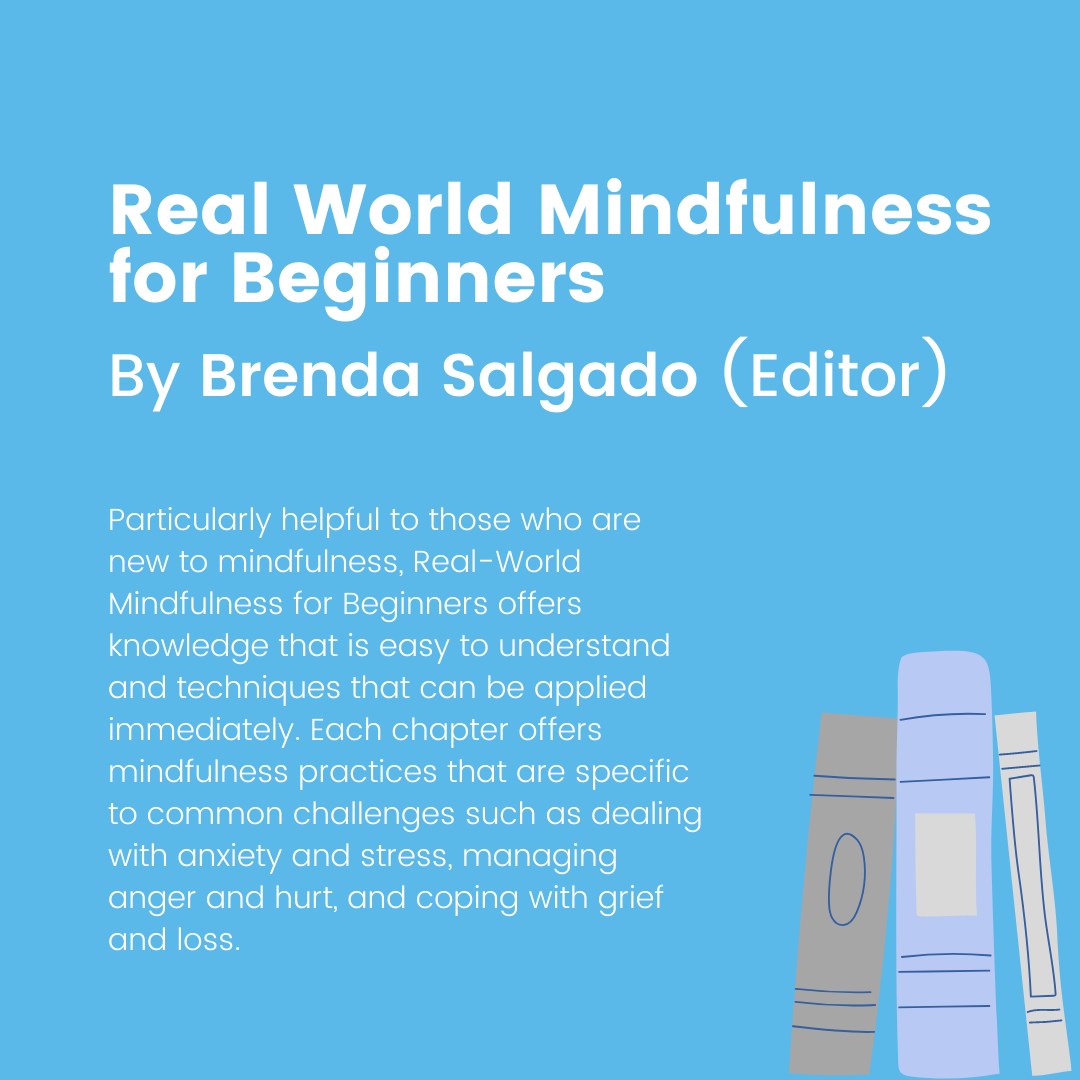 Real World Mindfulness
for Beginners
By Brenda Salgado (Editor)
Particularly helpful to those who are
new to mindfulness, Real-World
Mindfulness for Beginners offers
knowledge that is easy to understand
and techniques that can be applied
immediately. Each chapter offers
mindfulness practices that are specific
to common challenges such as dealing
with anxiety and stress, managing
anger and hurt, and coping with grief
and loss.